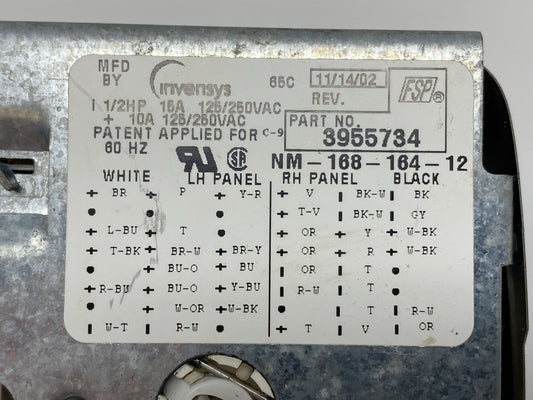 MFD BY invensys 65C 11/14/02 FSP®
REV.
I 1/2HP 15A 125/250VAC
+ 10A 125/250VAC PART NO.
PATENT APPLIED FOR C-9 3955734
60 HZ NM-168-164-12
WHITE LH PANEL RH PANEL BLACK
+ BR + P + Y-R + V | BK-W | BK
• • • + T-V | BK-W | GY
+ L-BU | T • + OR + Y + W-BK
+ T-BK + BR-W + BR-Y + OR + R + W-BK
• + BU-O | BU | OR | T •
+ R-BU • BU-O • Y-BU | R-W | T •
• • W-OR + W-BK • | | R-W
| W-T | R-W + T | V | OR